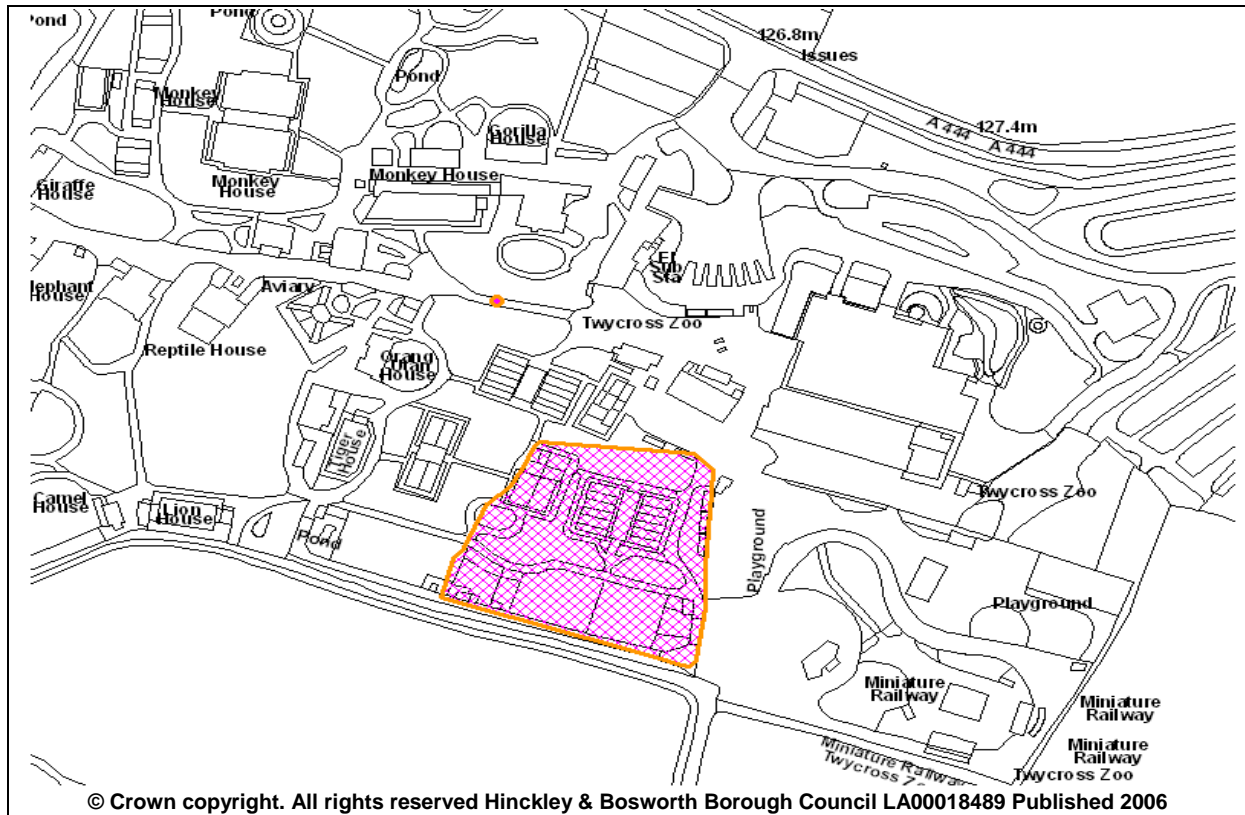 Pond
Pond
126.8m
Issues
Pond
Monkey
House
127.4m
A 444
A 444
Gorilla
House
Monkey House
Monkey
House
Giraffe
House
El
Sub
Sta
Elephant
House
Aviary
Twycross Zoo
Reptile House
Orang
Utan
House
Tiger
House
Camel
House
Lion
House
Pond
Twycross Zoo
Playground
Playground
Miniature
Railway
Miniature
Railway
Miniature
Railway
Miniature Railway
Twycross Zoo
Twycross Zoo
© Crown copyright. All rights reserved Hinckley & Bosworth Borough Council LA00018489 Published 2006